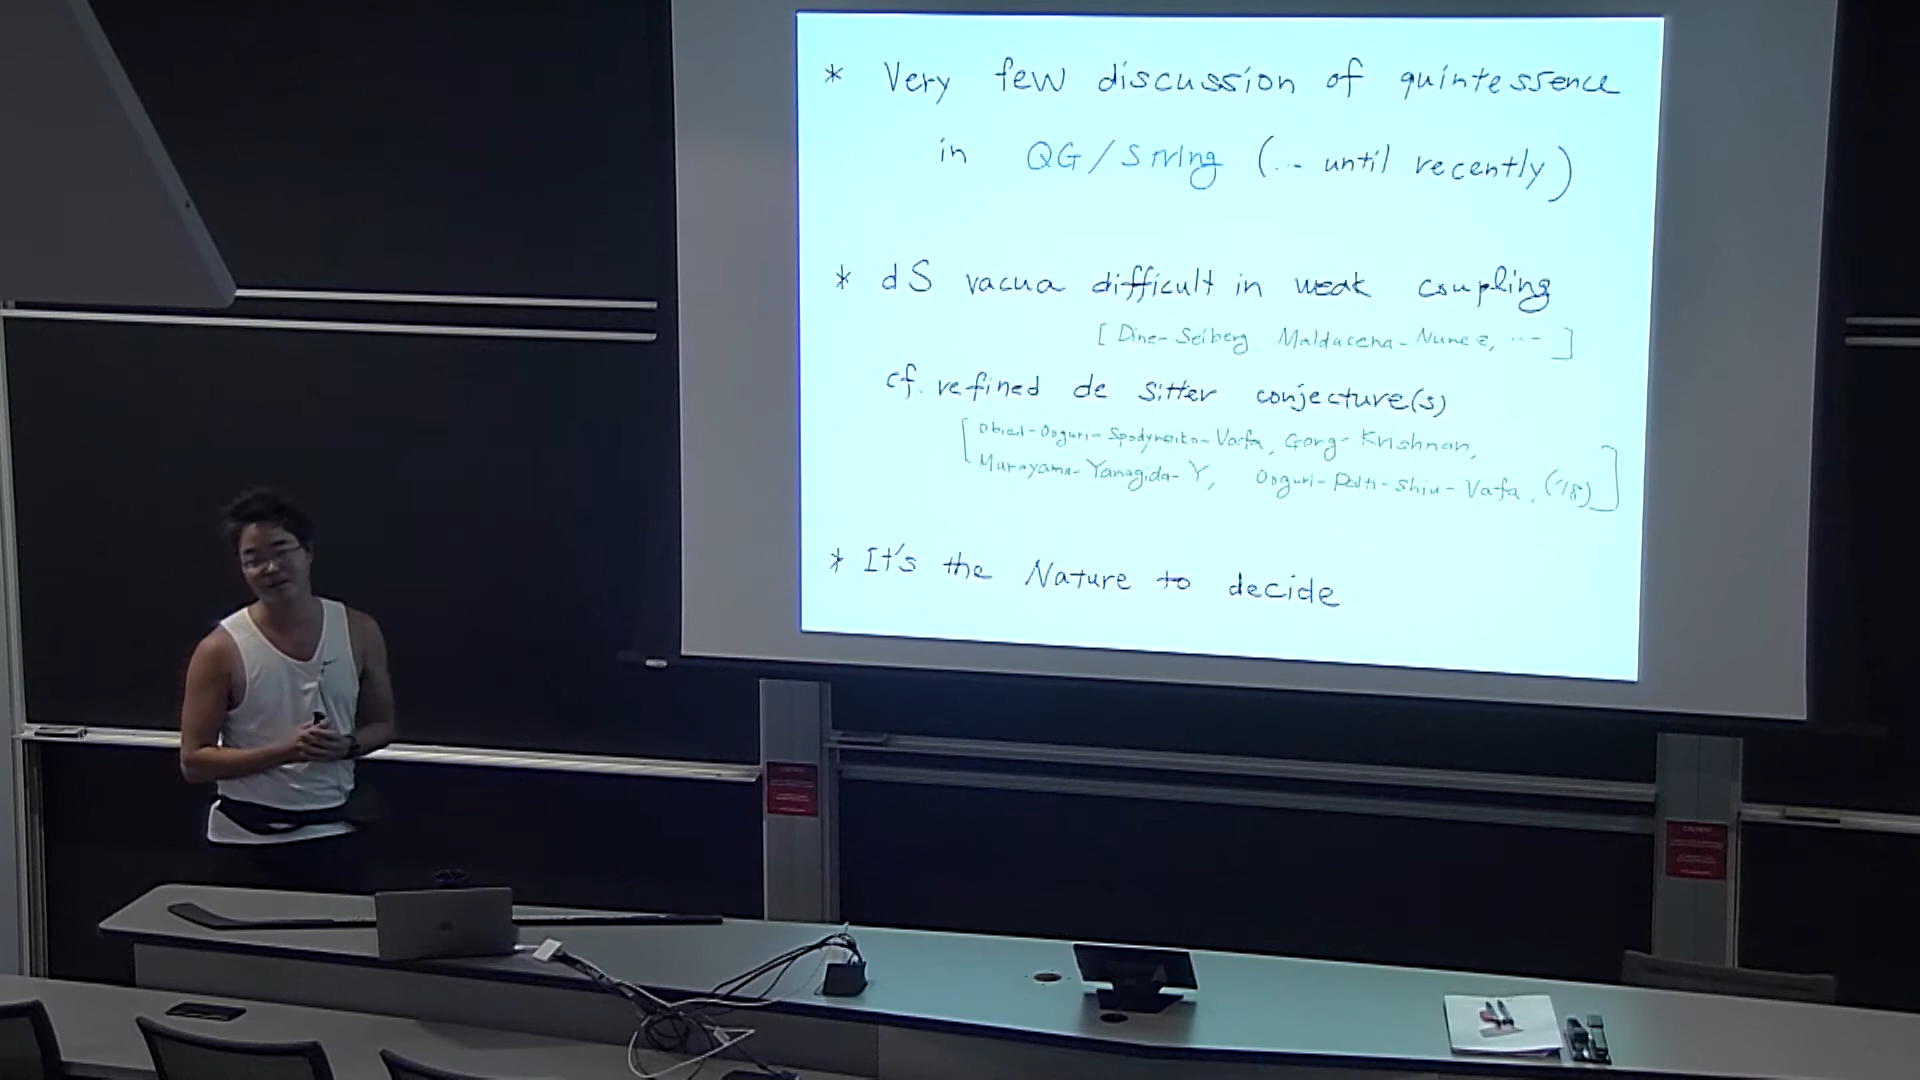 * Very few discussion of quintessence
in QG/String (... until recently)
* dS vacua difficult in weak coupling
[Dine-Seiberg Maldacena-Nunez, ...]
cf. refined de Sitter conjecture(s)
[Obied-Ooguri-Spodyneiko-Vafa, Garg-Krishnan,
Murayama-Yanagida-Y, Ooguri-Palti-Shiu-Vafa, ('18)]
* It's the Nature to decide